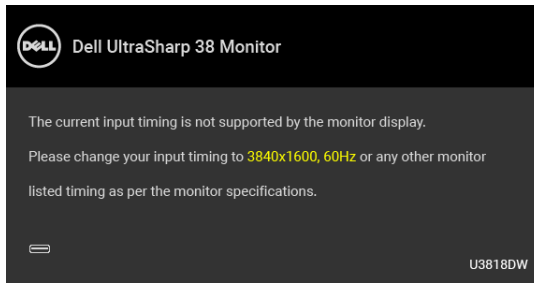 DELL
Dell UltraSharp 38 Monitor
The current input timing is not supported by the monitor display.
Please change your input timing to 3840x1600, 60Hz or any other monitor
listed timing as per the monitor specifications.
U3818DW